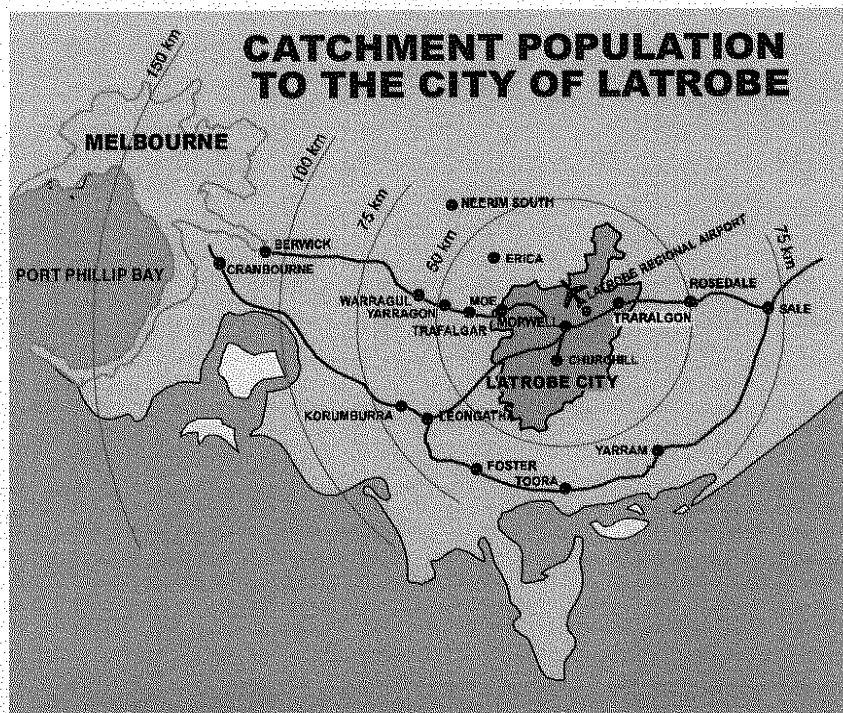 CATCHMENT POPULATION
TO THE CITY OF LATROBE
150 km
MELBOURNE
100 km
75 km
NEERIM SOUTH
50 km
ERICA
LATROBE REGIONAL AIRPORT
75 km
BERWICK
CRANBOURNE
PORT PHILLIP BAY
WARRAGUL
YARRAGON
MOE
TRAFALGAR
MORWELL
ROSEDALE
TRARALGON
SALE
CHURCHILL
LATROBE CITY
KORUMBURRA
LEONGATHA
YARRAM
FOSTER
TOORA